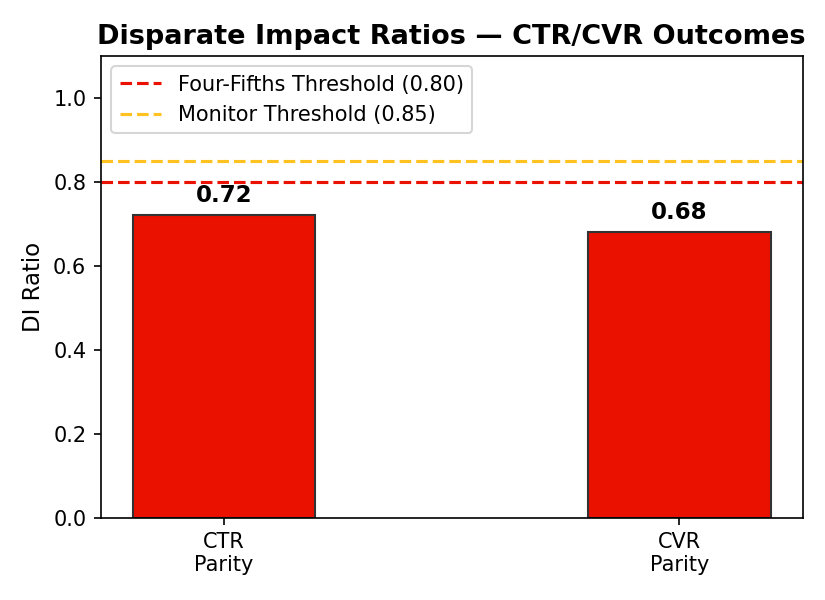 Disparate Impact Ratios — CTR/CVR Outcomes
Four-Fifths Threshold (0.80)
Monitor Threshold (0.85)
DI Ratio
1.0
0.8
0.6
0.4
0.2
0.0
0.72
0.68
CTR
Parity
CVR
Parity